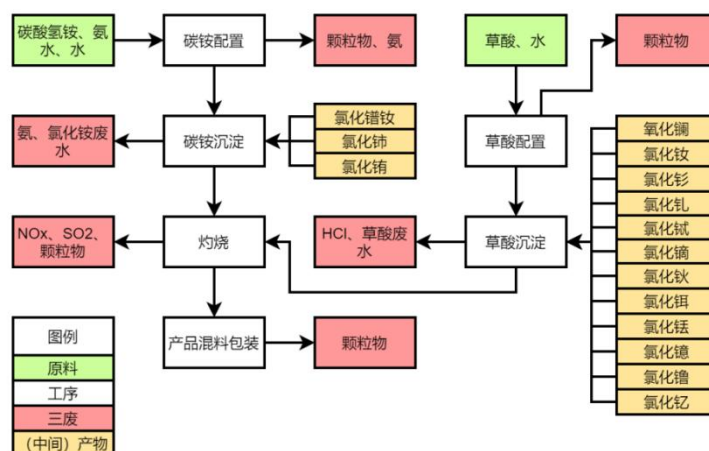 碳酸氢铵、氨
水、水
碳铵配置
颗粒物、氨
草酸、水
颗粒物
氨、氯化铵废
水
碳铵沉淀
氯化镨钕
氯化铈
氯化铕
草酸配置
氧化镧
氯化钕
氯化钐
氯化钆
氯化铽
氯化镝
氯化钬
氯化铒
氯化铥
氯化镱
氯化镥
氯化钇
NOx、SO2、
颗粒物
灼烧
HCl、草酸废
水
草酸沉淀
产品混料包装
颗粒物
图例
原料
工序
三废
（中间）产物